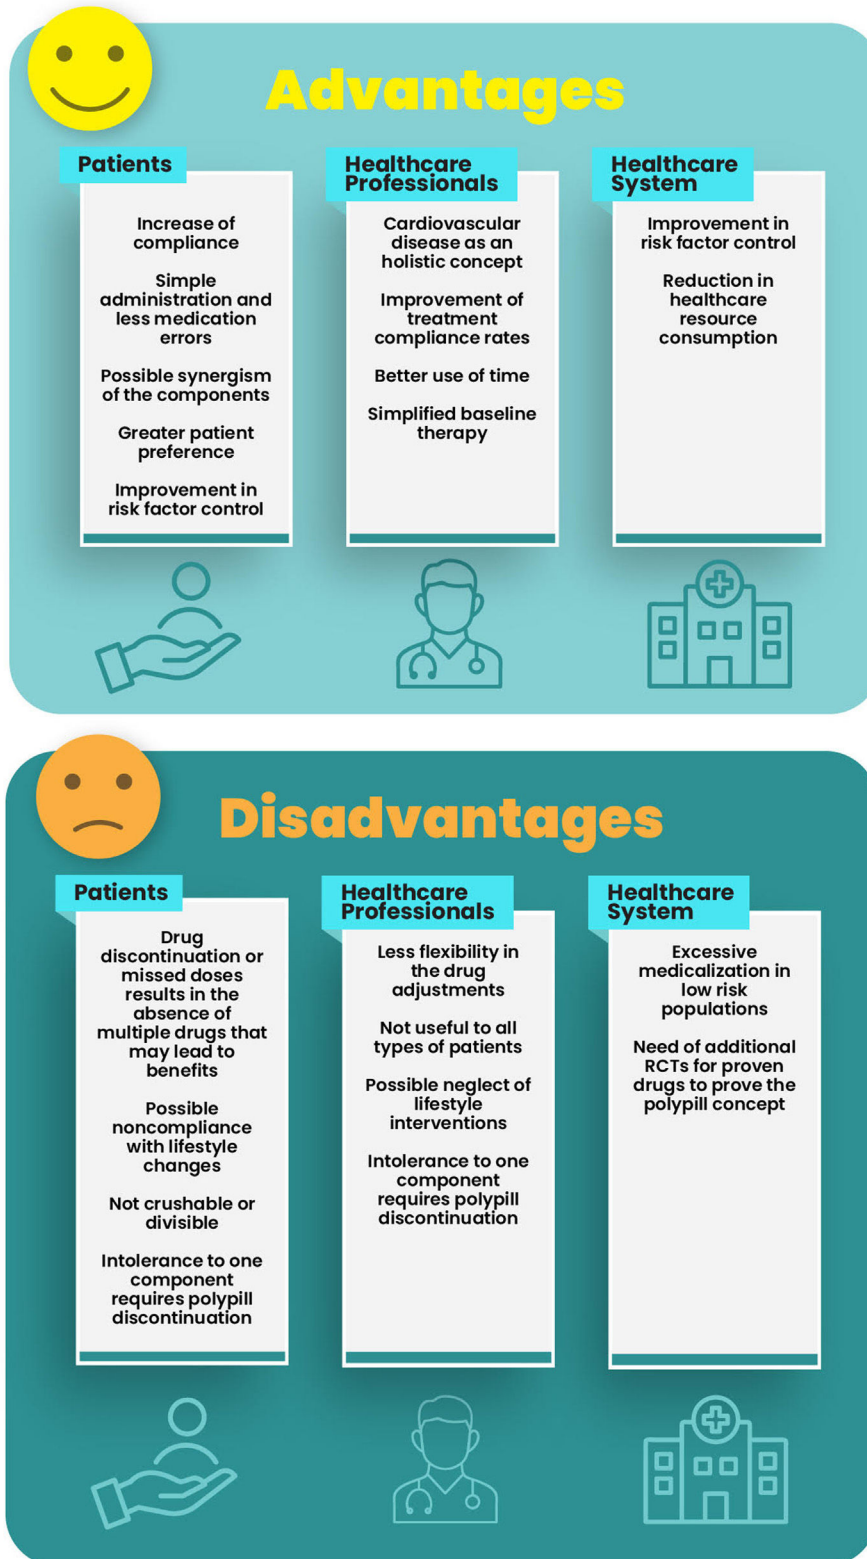 Advantages
Patients
Increase of
compliance
Simple
administration and
less medication
errors
Possible synergism
of the components
Greater patient
preference
Improvement in
risk factor control
Healthcare
Professionals
Cardiovascular
disease as an
holistic concept
Improvement of
treatment
compliance rates
Better use of time
Simplified baseline
therapy
Healthcare
System
Improvement in
risk factor control
Reduction in
healthcare
resource
consumption
Disadvantages
Patients
Drug
discontinuation or
missed doses
results in the
absence of
multiple drugs that
may lead to
benefits
Possible
noncompliance
with lifestyle
changes
Not crushable or
divisible
Intolerance to one
component
requires polypill
discontinuation
Healthcare
Professionals
Less flexibility in
the drug
adjustments
Not useful to all
types of patients
Possible neglect of
lifestyle
interventions
Intolerance to one
component
requires polypill
discontinuation
Healthcare
System
Excessive
medicalization in
low risk
populations
Need of additional
RCTs for proven
drugs to prove the
polypill concept